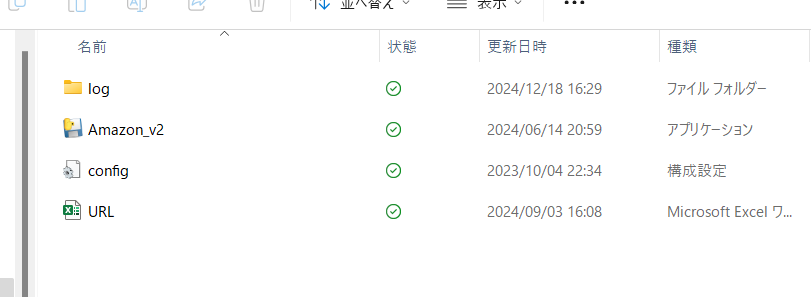 並べ替え 表示
名前 状態 更新日時 種類
log 2024/12/18 16:29 ファイル フォルダー
Amazon_v2 2024/06/14 20:59 アプリケーション
config 2023/10/04 22:34 構成設定
URL 2024/09/03 16:08 Microsoft Excel ワ...